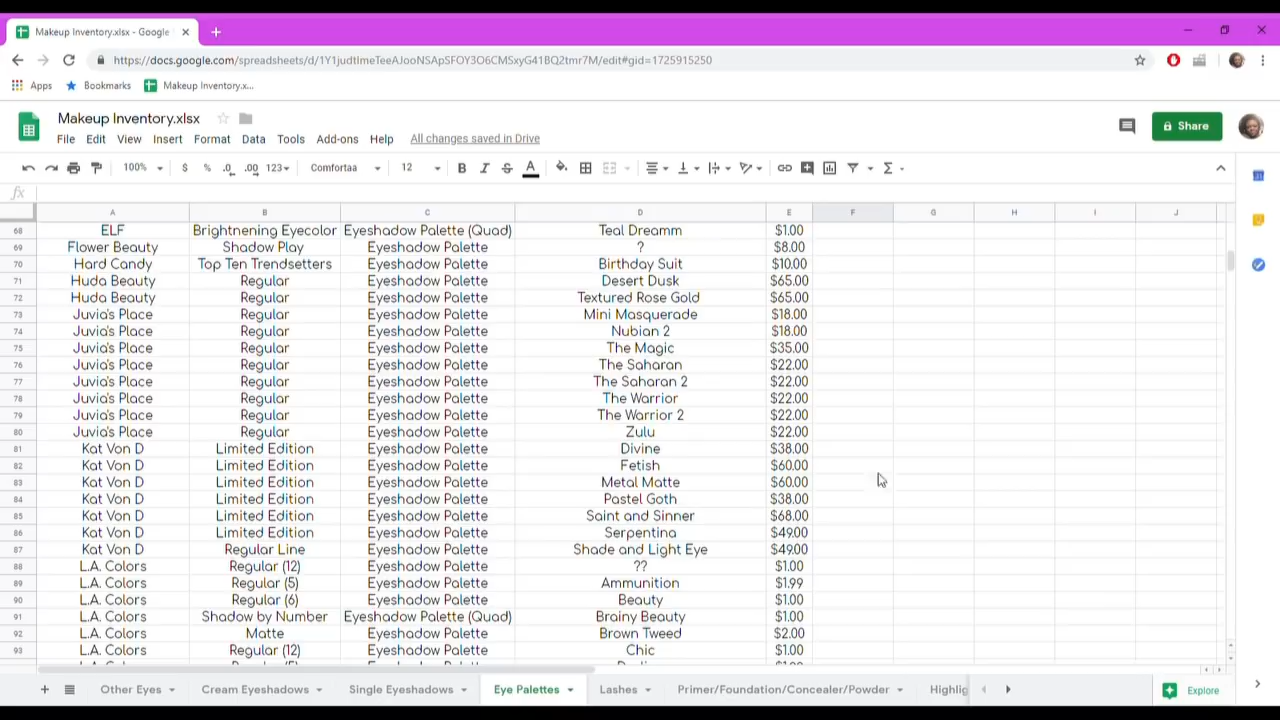 Makeup Inventory.xlsx - Google
https://docs.google.com/spreadsheets/d/1Y1judtImeTeeAJooNSApSFOY3O6CMSxyG41BQ2tmr7M/edit#gid=1725915250
Apps Bookmarks Makeup Inventory.x...
Makeup Inventory.xlsx
File Edit View Insert Format Data Tools Add-ons Help All changes saved in Drive
Share
100% $ % .0 .00 123 Comfortaa 12 B I S A
fx
A B C D E F G H I J
68 ELF Brightnening Eyecolor Eyeshadow Palette (Quad) Teal Dreamm $1.00
69 Flower Beauty Shadow Play Eyeshadow Palette ? $8.00
70 Hard Candy Top Ten Trendsetters Eyeshadow Palette Birthday Suit $10.00
71 Huda Beauty Regular Eyeshadow Palette Desert Dusk $65.00
72 Huda Beauty Regular Eyeshadow Palette Textured Rose Gold $65.00
73 Juvia's Place Regular Eyeshadow Palette Mini Masquerade $18.00
74 Juvia's Place Regular Eyeshadow Palette Nubian 2 $18.00
75 Juvia's Place Regular Eyeshadow Palette The Magic $35.00
76 Juvia's Place Regular Eyeshadow Palette The Saharan $22.00
77 Juvia's Place Regular Eyeshadow Palette The Saharan 2 $22.00
78 Juvia's Place Regular Eyeshadow Palette The Warrior $22.00
79 Juvia's Place Regular Eyeshadow Palette The Warrior 2 $22.00
80 Juvia's Place Regular Eyeshadow Palette Zulu $22.00
81 Kat Von D Limited Edition Eyeshadow Palette Divine $38.00
82 Kat Von D Limited Edition Eyeshadow Palette Fetish $60.00
83 Kat Von D Limited Edition Eyeshadow Palette Metal Matte $60.00
84 Kat Von D Limited Edition Eyeshadow Palette Pastel Goth $38.00
85 Kat Von D Limited Edition Eyeshadow Palette Saint and Sinner $68.00
86 Kat Von D Limited Edition Eyeshadow Palette Serpentina $49.00
87 Kat Von D Regular Line Eyeshadow Palette Shade and Light Eye $49.00
88 L.A. Colors Regular (12) Eyeshadow Palette ?? $1.00
89 L.A. Colors Regular (5) Eyeshadow Palette Ammunition $1.99
90 L.A. Colors Regular (6) Eyeshadow Palette Beauty $1.00
91 L.A. Colors Shadow by Number Eyeshadow Palette (Quad) Brainy Beauty $1.00
92 L.A. Colors Matte Eyeshadow Palette Brown Tweed $2.00
93 L.A. Colors Regular (12) Eyeshadow Palette Chic $1.00
Other Eyes Cream Eyeshadows Single Eyeshadows Eye Palettes Lashes Primer/Foundation/Concealer/Powder Highlig
Explore